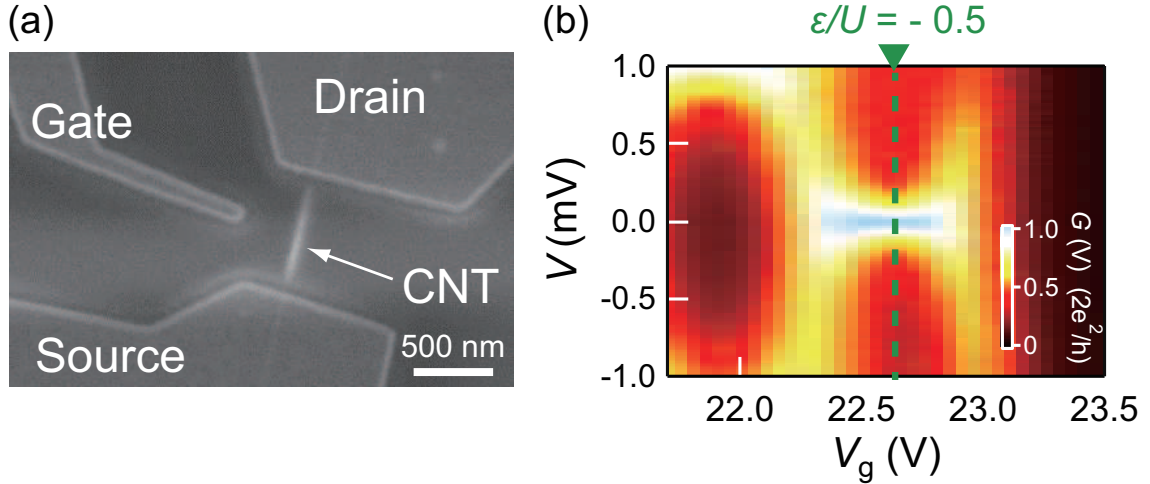 (a)
Gate
Drain
CNT
Source
500 nm
(b)
ε/U = - 0.5
V (mV)
1.0
0.5
0.0
-0.5
-1.0
G (V) (2e²/h)
1.0
0.5
0
22.0 22.5 23.0 23.5
Vg (V)